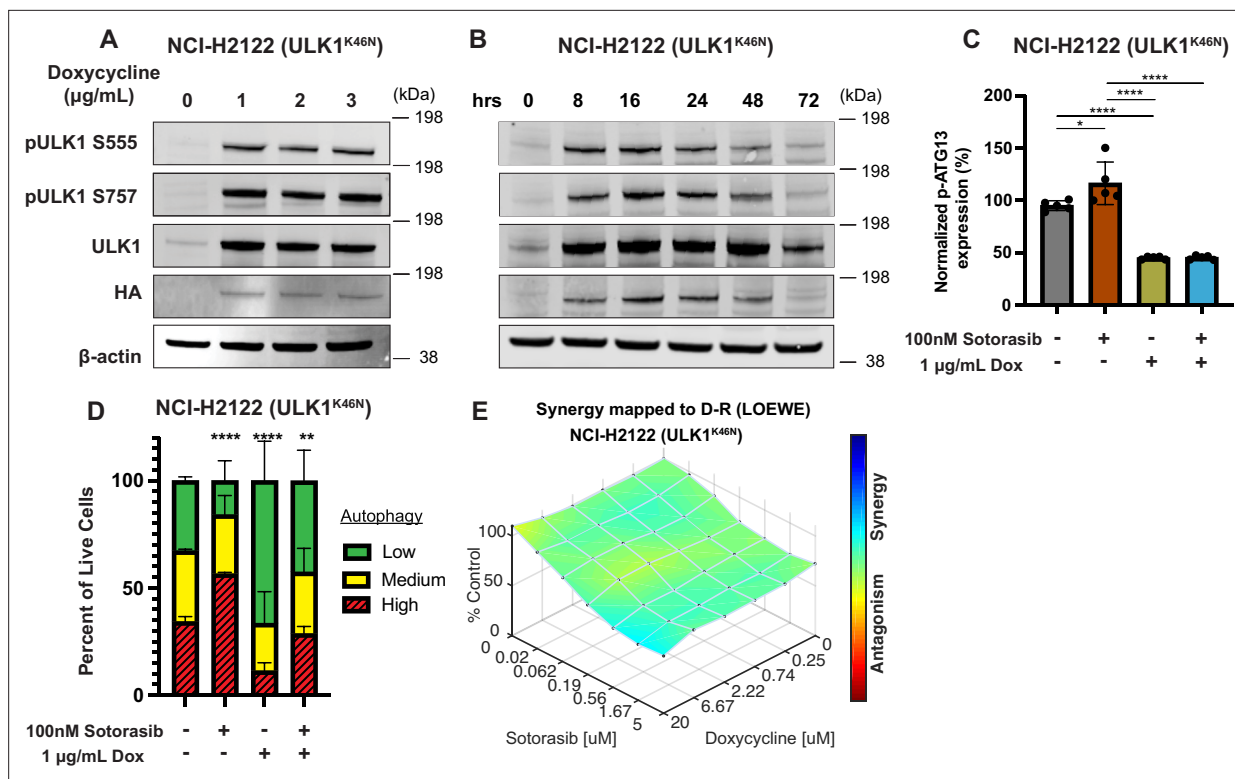 A
NCI-H2122 (ULK1K46N)
Doxycycline
(µg/mL)
0 1 2 3 (kDa)
198
pULK1 S555
198
pULK1 S757
198
ULK1
198
HA
β-actin
38
B
NCI-H2122 (ULK1K46N)
hrs 0 8 16 24 48 72 (kDa)
198
198
198
198
38
C
NCI-H2122 (ULK1K46N)
Normalized p-ATG13
expression (%)
200
150
100
50
0
****
****
****
*
100nM Sotorasib - + - +
1 µg/mL Dox - - + +
D
NCI-H2122 (ULK1K46N)
Percent of Live Cells
100
50
0
**** **** **
Autophagy
Low
Medium
High
100nM Sotorasib - + - +
1 µg/mL Dox - - + +
E
Synergy mapped to D-R (LOEWE)
NCI-H2122 (ULK1K46N)
% Control
100
50
0
0
0.02
0.062
0.19
0.56
1.67
5
Sotorasib [uM]
20
6.67
2.22
0.74
0.25
0
Doxycycline [uM]
Synergy
Antagonism